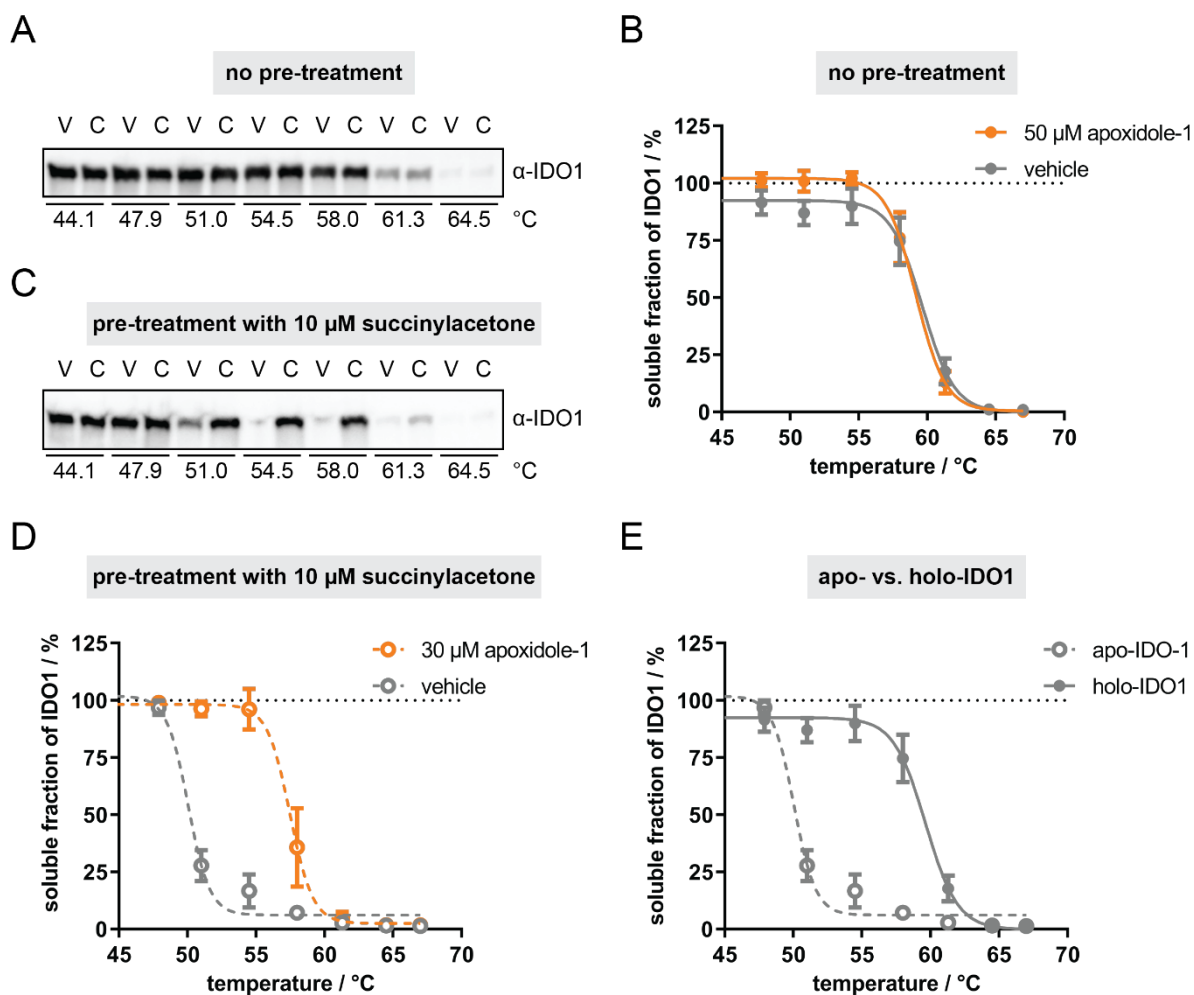 A
no pre-treatment
V C V C V C V C V C V C V C
α-IDO1
44.1 47.9 51.0 54.5 58.0 61.3 64.5 °C
B
no pre-treatment
50 µM apoxidole-1
vehicle
soluble fraction of IDO1 / %
125
100
75
50
25
0
45 50 55 60 65 70
temperature / °C
C
pre-treatment with 10 µM succinylacetone
V C V C V C V C V C V C V C
α-IDO1
44.1 47.9 51.0 54.5 58.0 61.3 64.5 °C
D
pre-treatment with 10 µM succinylacetone
30 µM apoxidole-1
vehicle
soluble fraction of IDO1 / %
125
100
75
50
25
0
45 50 55 60 65 70
temperature / °C
E
apo- vs. holo-IDO1
apo-IDO-1
holo-IDO1
soluble fraction of IDO1 / %
125
100
75
50
25
0
45 50 55 60 65 70
temperature / °C